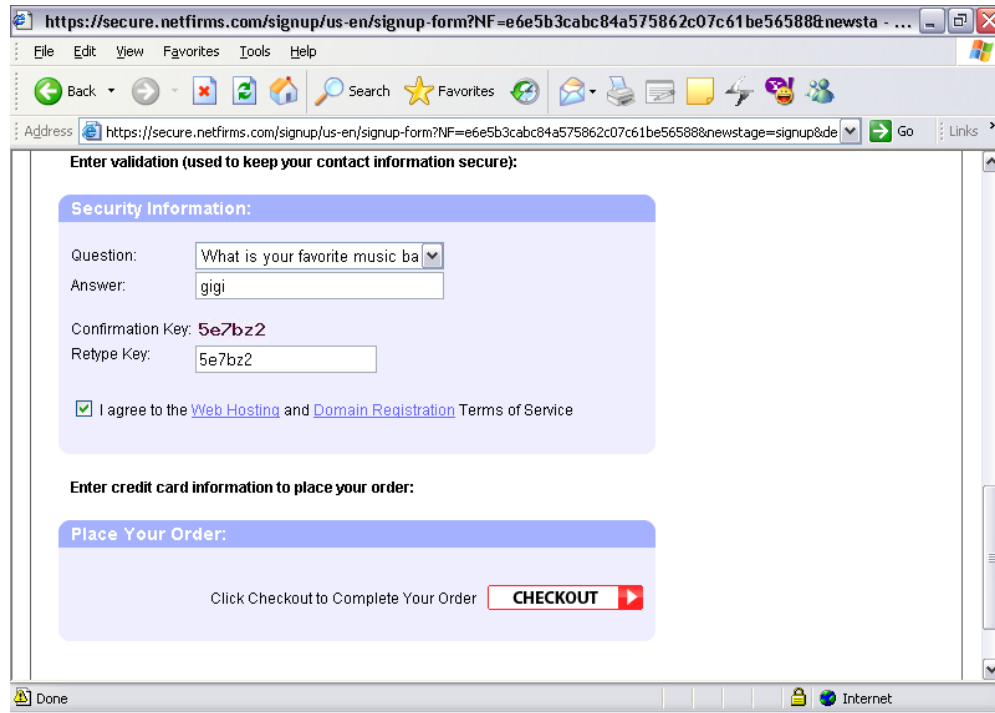 https://secure.netfirms.com/signup/us-en/signup-form?NF=e6e5b3cabc84a575862c07c61be56588&newsta - ...
File Edit View Favorites Tools Help
Back Search Favorites
Address https://secure.netfirms.com/signup/us-en/signup-form?NF=e6e5b3cabc84a575862c07c61be56588&newstage=signup&de Go Links
Enter validation (used to keep your contact information secure):
Security Information:
Question: What is your favorite music ba
Answer: gigi
Confirmation Key: 5e7bz2
Retype Key: 5e7bz2
I agree to the Web Hosting and Domain Registration Terms of Service
Enter credit card information to place your order:
Place Your Order:
Click Checkout to Complete Your Order CHECKOUT
Done Internet